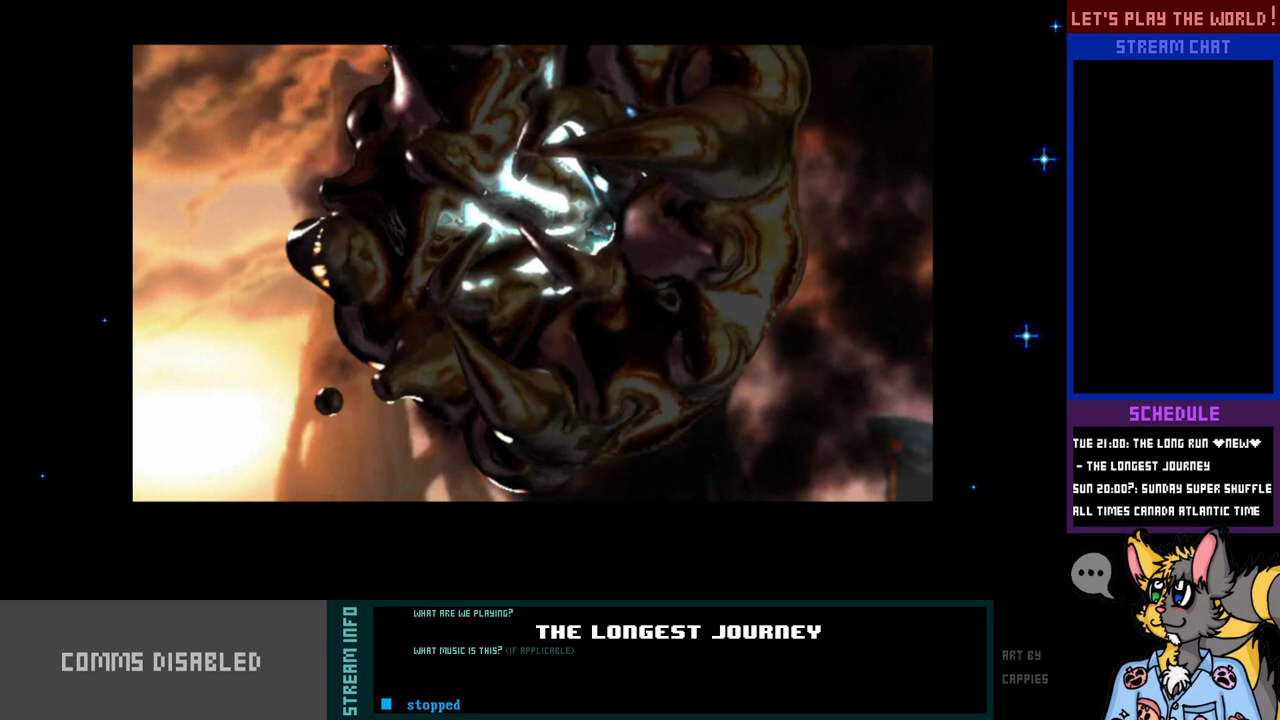 LET'S PLAY THE WORLD!
STREAM CHAT
SCHEDULE
TUE 21:00: THE LONG RUN ♥NEW♥
- THE LONGEST JOURNEY
SUN 20:00?: SUNDAY SUPER SHUFFLE
ALL TIMES CANADA ATLANTIC TIME
COMMS DISABLED
STREAM INFO
WHAT ARE WE PLAYING?
THE LONGEST JOURNEY
WHAT MUSIC IS THIS? (IF APPLICABLE)
stopped
ART BY
CAPPIES